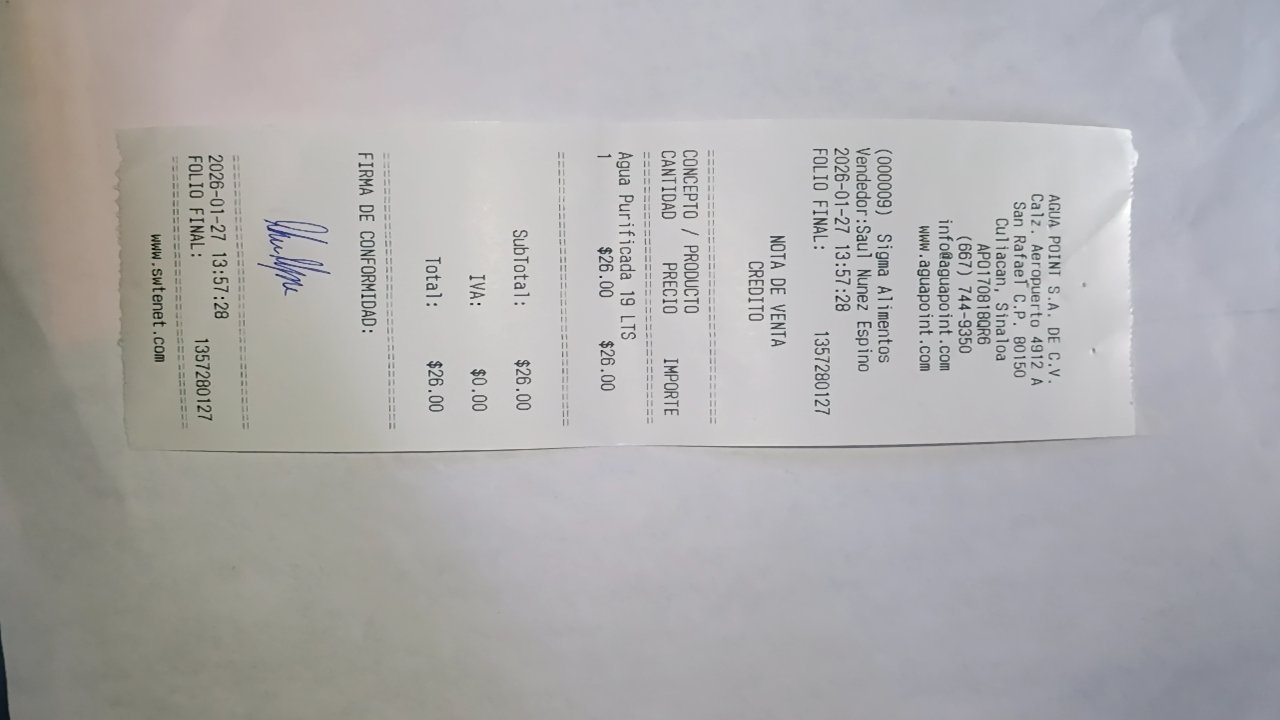 AGUA POINT S.A. DE C.V.
Calz. Aeropuerto 4912 A
San Rafael C.P. 80150
Culiacan, Sinaloa
APO170818QR6
(667) 744-9350
info@aguapoint.com
www.aguapoint.com
(000009) Sigma Alimentos
Vendedor:Saul Nunez Espino
2026-01-27 13:57:28
FOLIO FINAL: 1357280127
NOTA DE VENTA
CREDITO
CONCEPTO / PRODUCTO
CANTIDAD PRECIO IMPORTE
Agua Purificada 19 LTS
1 $26.00 $26.00
SubTotal: $26.00
IVA: $0.00
Total: $26.00
FIRMA DE CONFORMIDAD:
2026-01-27 13:57:28
FOLIO FINAL: 1357280127
www.swtenet.com